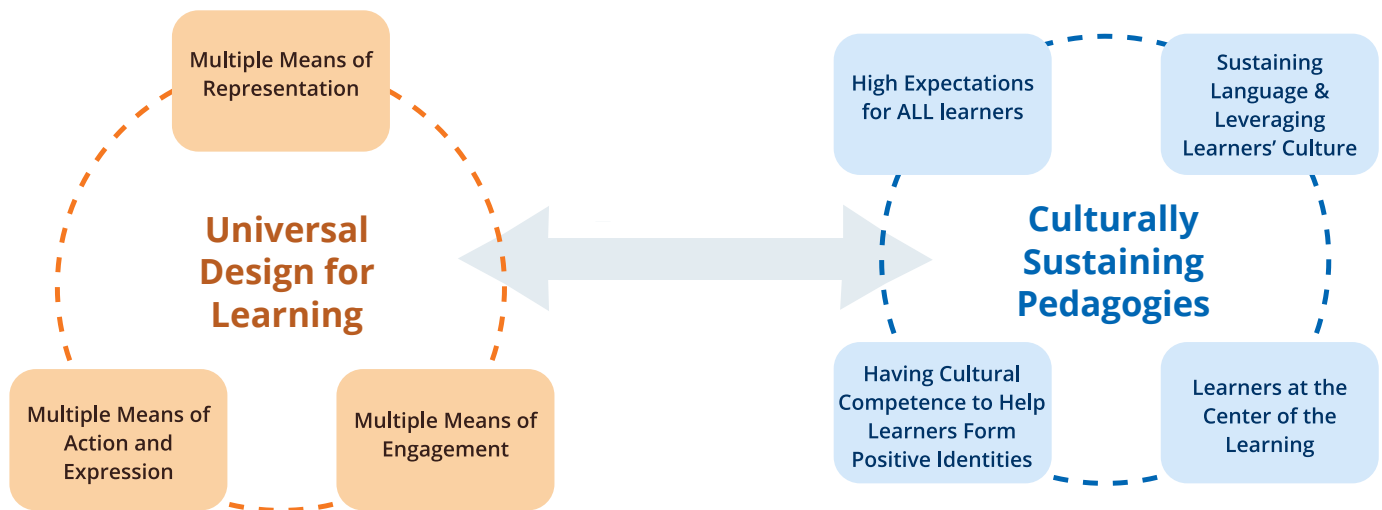 Multiple Means of
Representation
Universal
Design for
Learning
Multiple Means of
Action and
Expression
Multiple Means of
Engagement
High Expectations
for ALL learners
Sustaining
Language &
Leveraging
Learners’ Culture
Culturally
Sustaining
Pedagogies
Having Cultural
Competence to Help
Learners Form
Positive Identities
Learners at the
Center of the
Learning